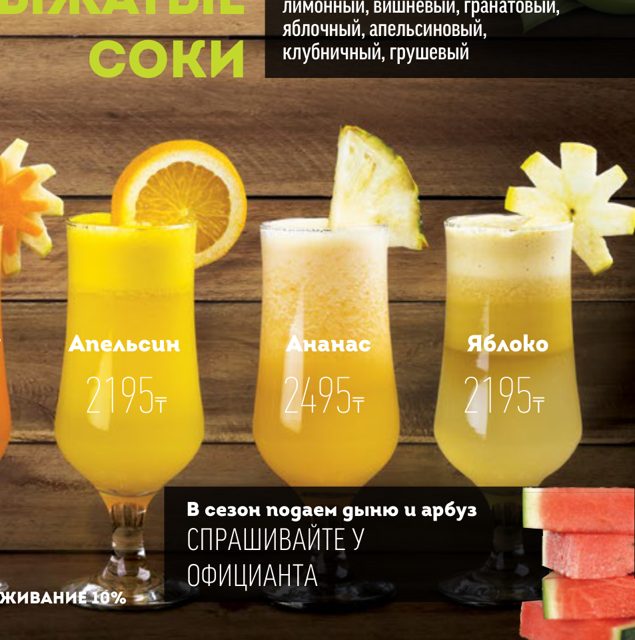 СОКИ
лимонный, вишневый, гранатовый,
яблочный, апельсиновый,
клубничный, грушевый
Апельсин
2195₸
Ананас
2495₸
Яблоко
2195₸
В сезон подаем дыню и арбуз
СПРАШИВАЙТЕ У
ОФИЦИАНТА
ЖИВАНИЕ 10%